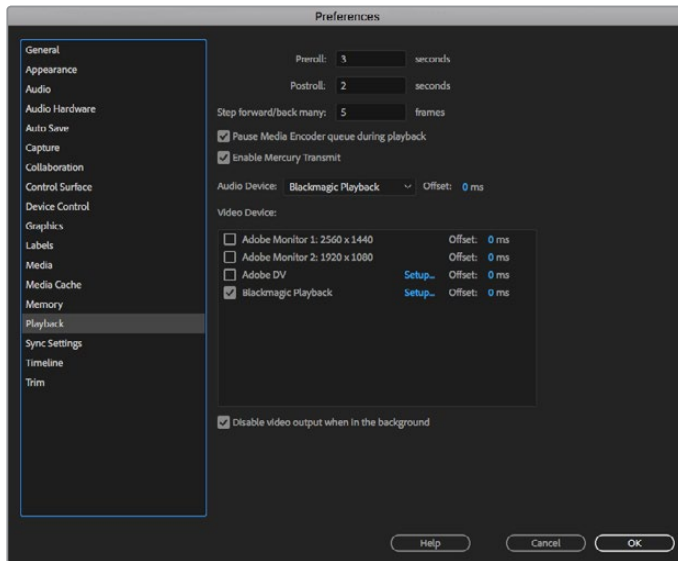 Preferences
General
Appearance
Audio
Audio Hardware
Auto Save
Capture
Collaboration
Control Surface
Device Control
Graphics
Labels
Media
Media Cache
Memory
Playback
Sync Settings
Timeline
Trim
Preroll: 3 seconds
Postroll: 2 seconds
Step forward/back many: 5 frames
Pause Media Encoder queue during playback
Enable Mercury Transmit
Audio Device: Blackmagic Playback Offset: 0 ms
Video Device:
Adobe Monitor 1: 2560 x 1440 Offset: 0 ms
Adobe Monitor 2: 1920 x 1080 Offset: 0 ms
Adobe DV Setup... Offset: 0 ms
Blackmagic Playback Setup... Offset: 0 ms
Disable video output when in the background
Help Cancel OK